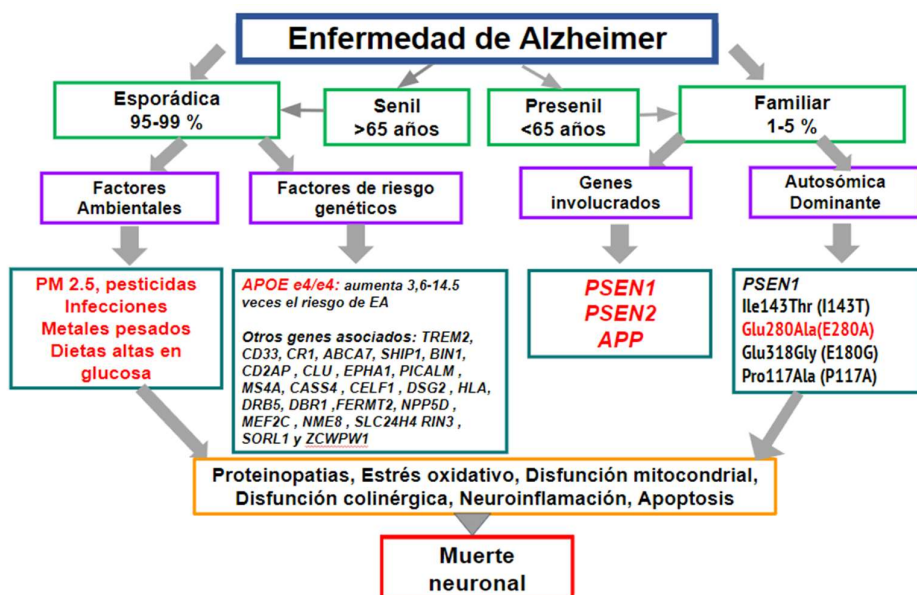 Enfermedad de Alzheimer
Esporádica
95-99 %
Senil
>65 años
Presenil
<65 años
Familiar
1-5 %
Factores
Ambientales
Factores de riesgo
genéticos
Genes
involucrados
Autosómica
Dominante
PM 2.5, pesticidas
Infecciones
Metales pesados
Dietas altas en
glucosa
APOE e4/e4: aumenta 3,6-14.5
veces el riesgo de EA
Otros genes asociados: TREM2,
CD33, CR1, ABCA7, SHIP1, BIN1,
CD2AP , CLU , EPHA1, PICALM ,
MS4A, CASS4 , CELF1 , DSG2 , HLA,
DRB5, DBR1 ,FERMT2, NPP5D ,
MEF2C , NME8 , SLC24H4 RIN3 ,
SORL1 y ZCWPW1
PSEN1
PSEN2
APP
PSEN1
Ile143Thr (I143T)
Glu280Ala(E280A)
Glu318Gly (E180G)
Pro117Ala (P117A)
Proteinopatias, Estrés oxidativo, Disfunción mitocondrial,
Disfunción colinérgica, Neuroinflamación, Apoptosis
Muerte
neuronal